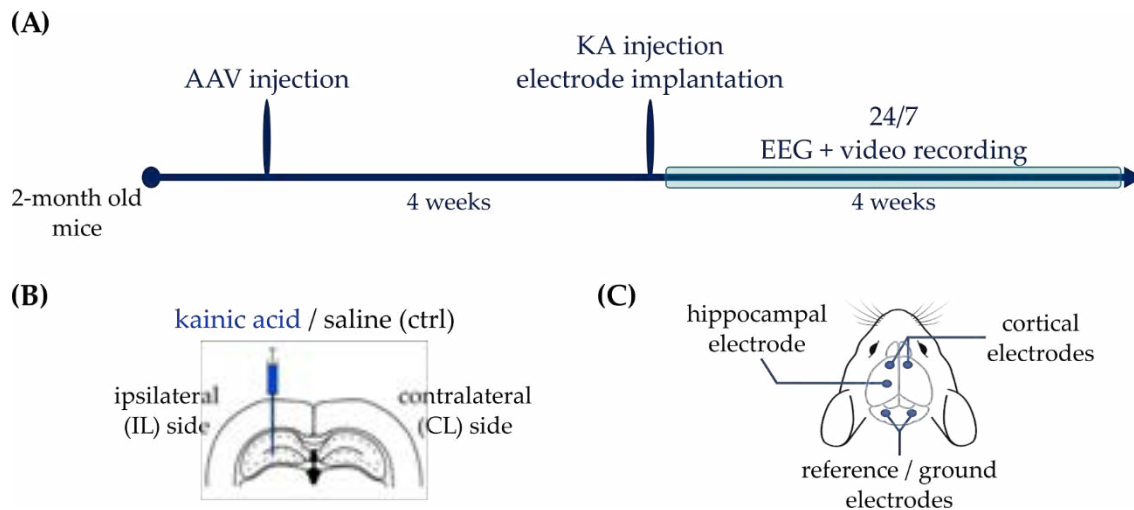 (A)
AAV injection
KA injection
electrode implantation
24/7
EEG + video recording
2-month old
mice
4 weeks
4 weeks
(B)
kainic acid / saline (ctrl)
ipsilateral
(IL) side
contralateral
(CL) side
(C)
hippocampal
electrode
cortical
electrodes
reference / ground
electrodes